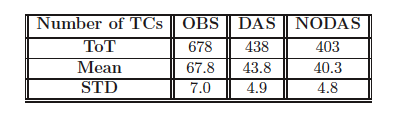 Number of TCs OBS DAS NODAS
ToT 678 438 403
Mean 67.8 43.8 40.3
STD 7.0 4.9 4.8